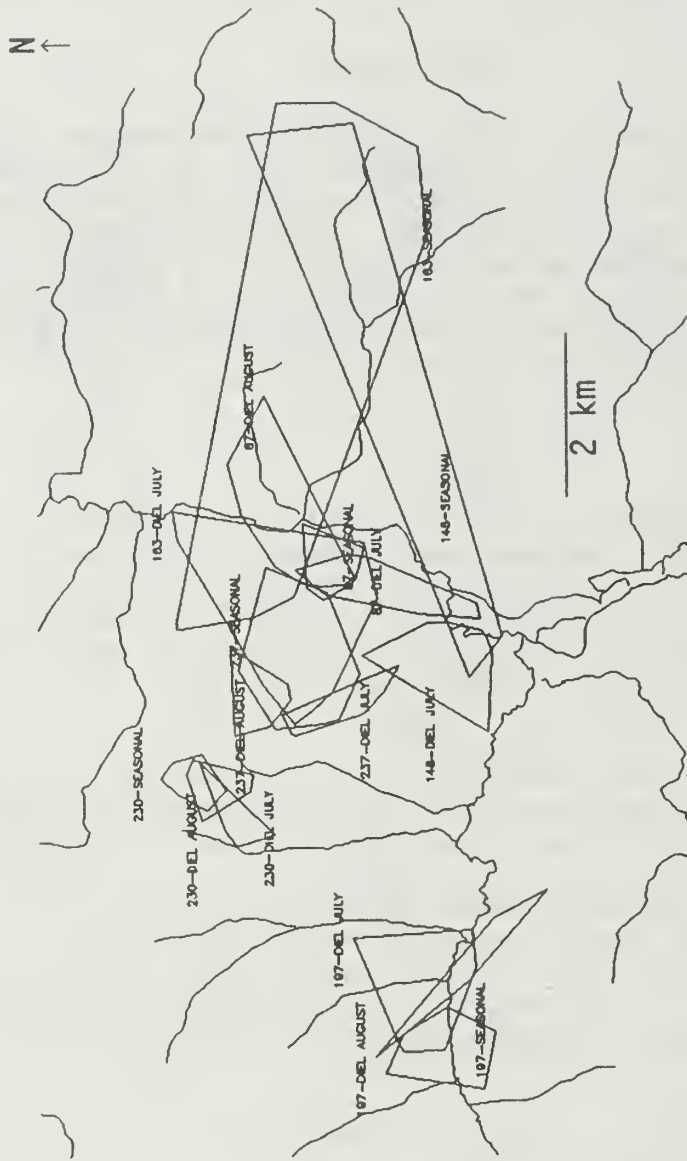 N
163-DIEL JULY
87-DIEL AUGUST
163-SEASONAL
230-SEASONAL
237-SEASONAL
237-DIEL AUGUST
87-SEASONAL
87-DIEL JULY
148-SEASONAL
230-DIEL AUGUST
230-DIEL JULY
237-DIEL JULY
148-DIEL JULY
2 km
197-DIEL JULY
197-DIEL AUGUST
197-SEASONAL